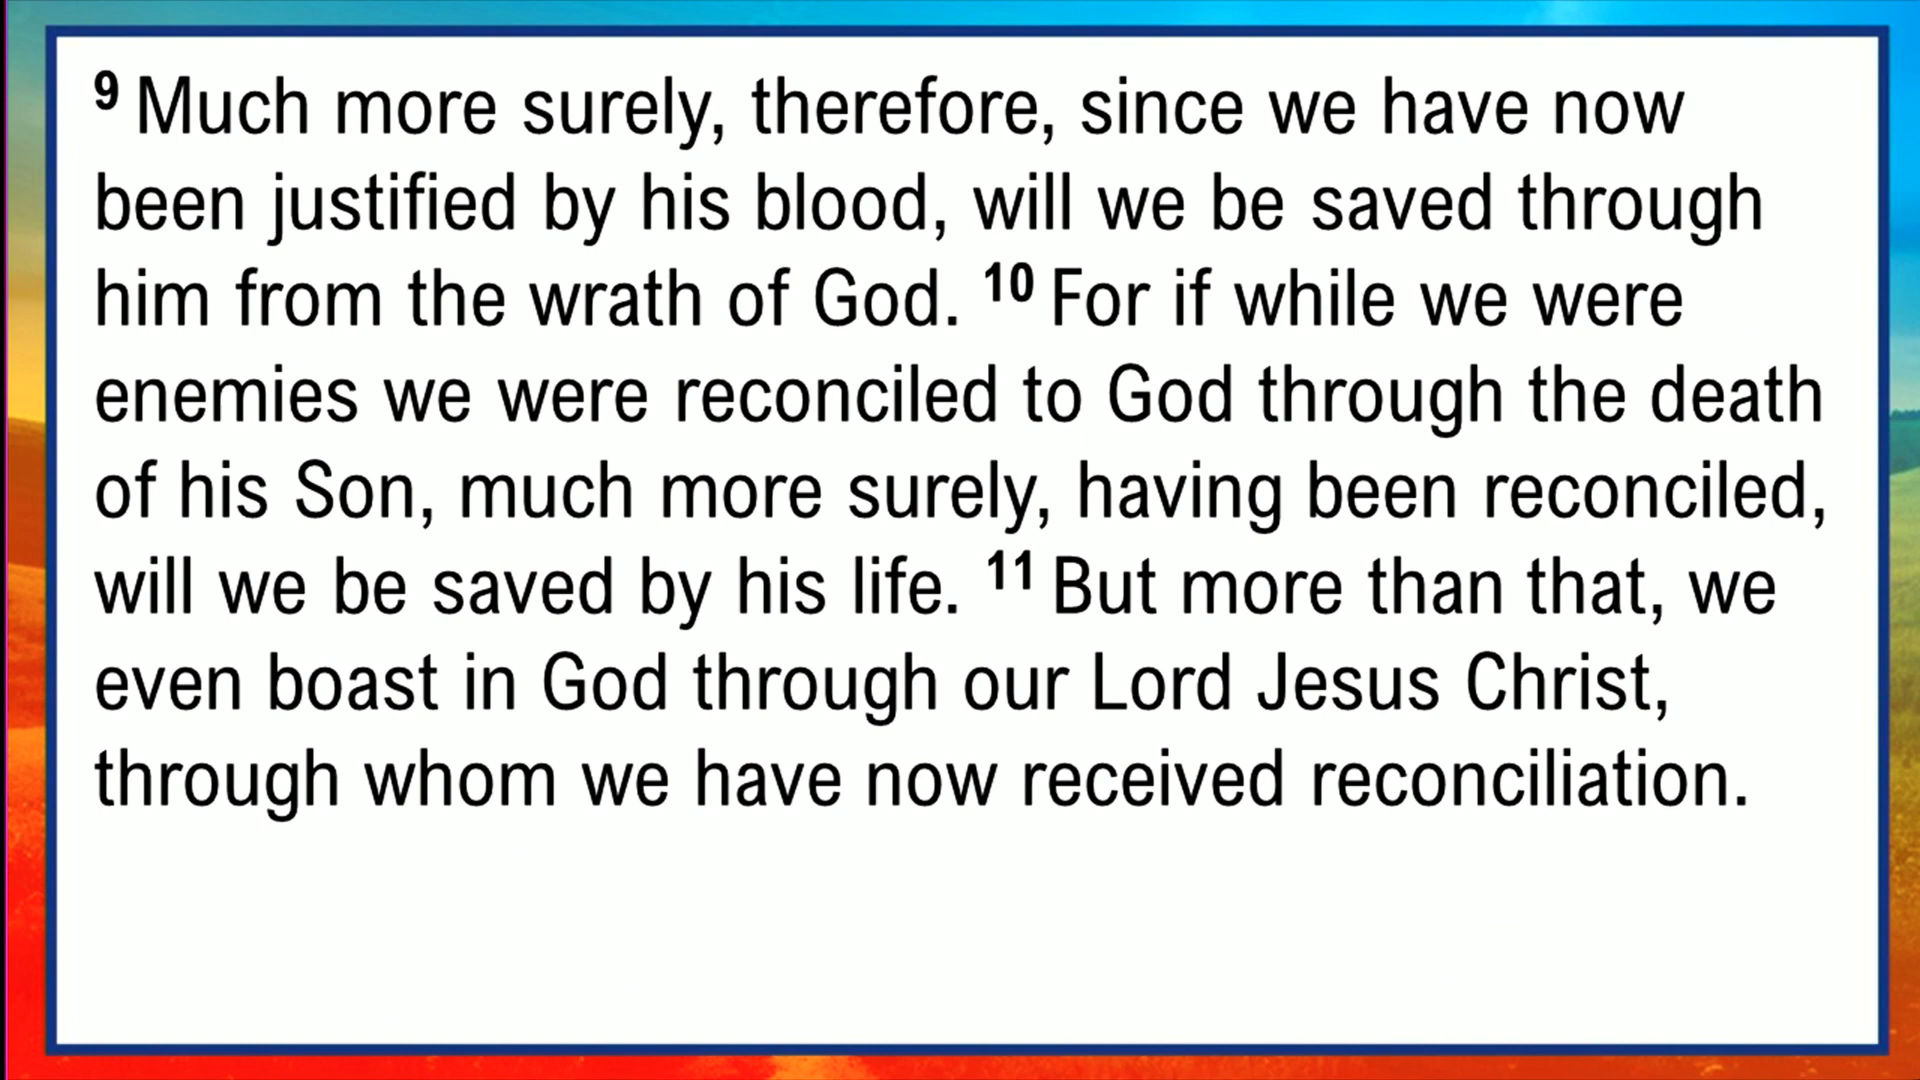 9 Much more surely, therefore, since we have now
been justified by his blood, will we be saved through
him from the wrath of God. 10 For if while we were
enemies we were reconciled to God through the death
of his Son, much more surely, having been reconciled,
will we be saved by his life. 11 But more than that, we
even boast in God through our Lord Jesus Christ,
through whom we have now received reconciliation.